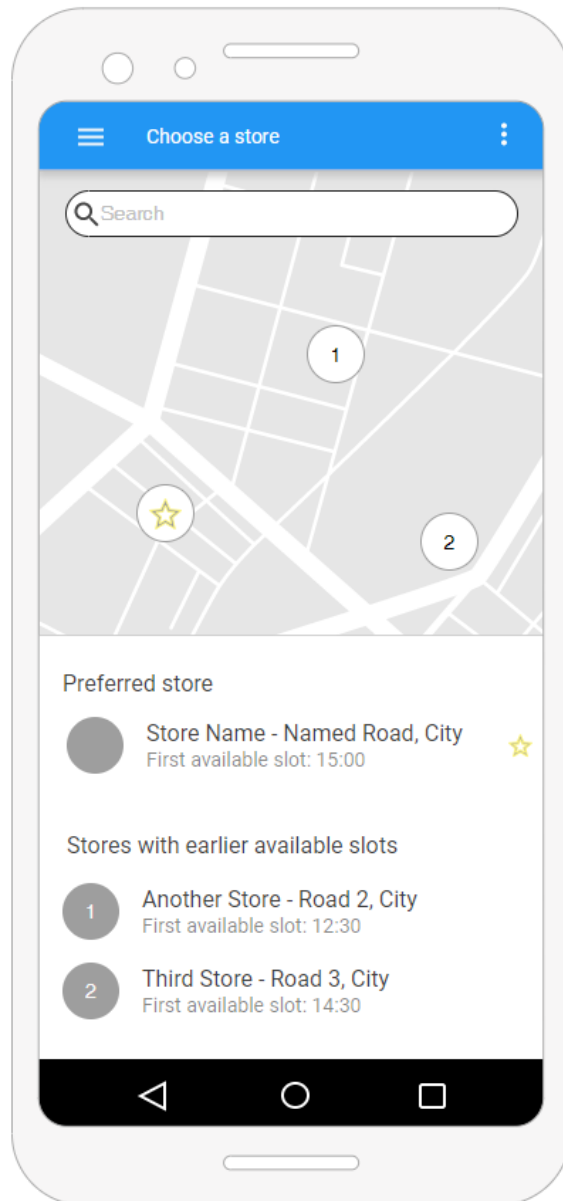 Choose a store
Search
1
2
Preferred store
Store Name - Named Road, City
First available slot: 15:00
Stores with earlier available slots
1
Another Store - Road 2, City
First available slot: 12:30
2
Third Store - Road 3, City
First available slot: 14:30